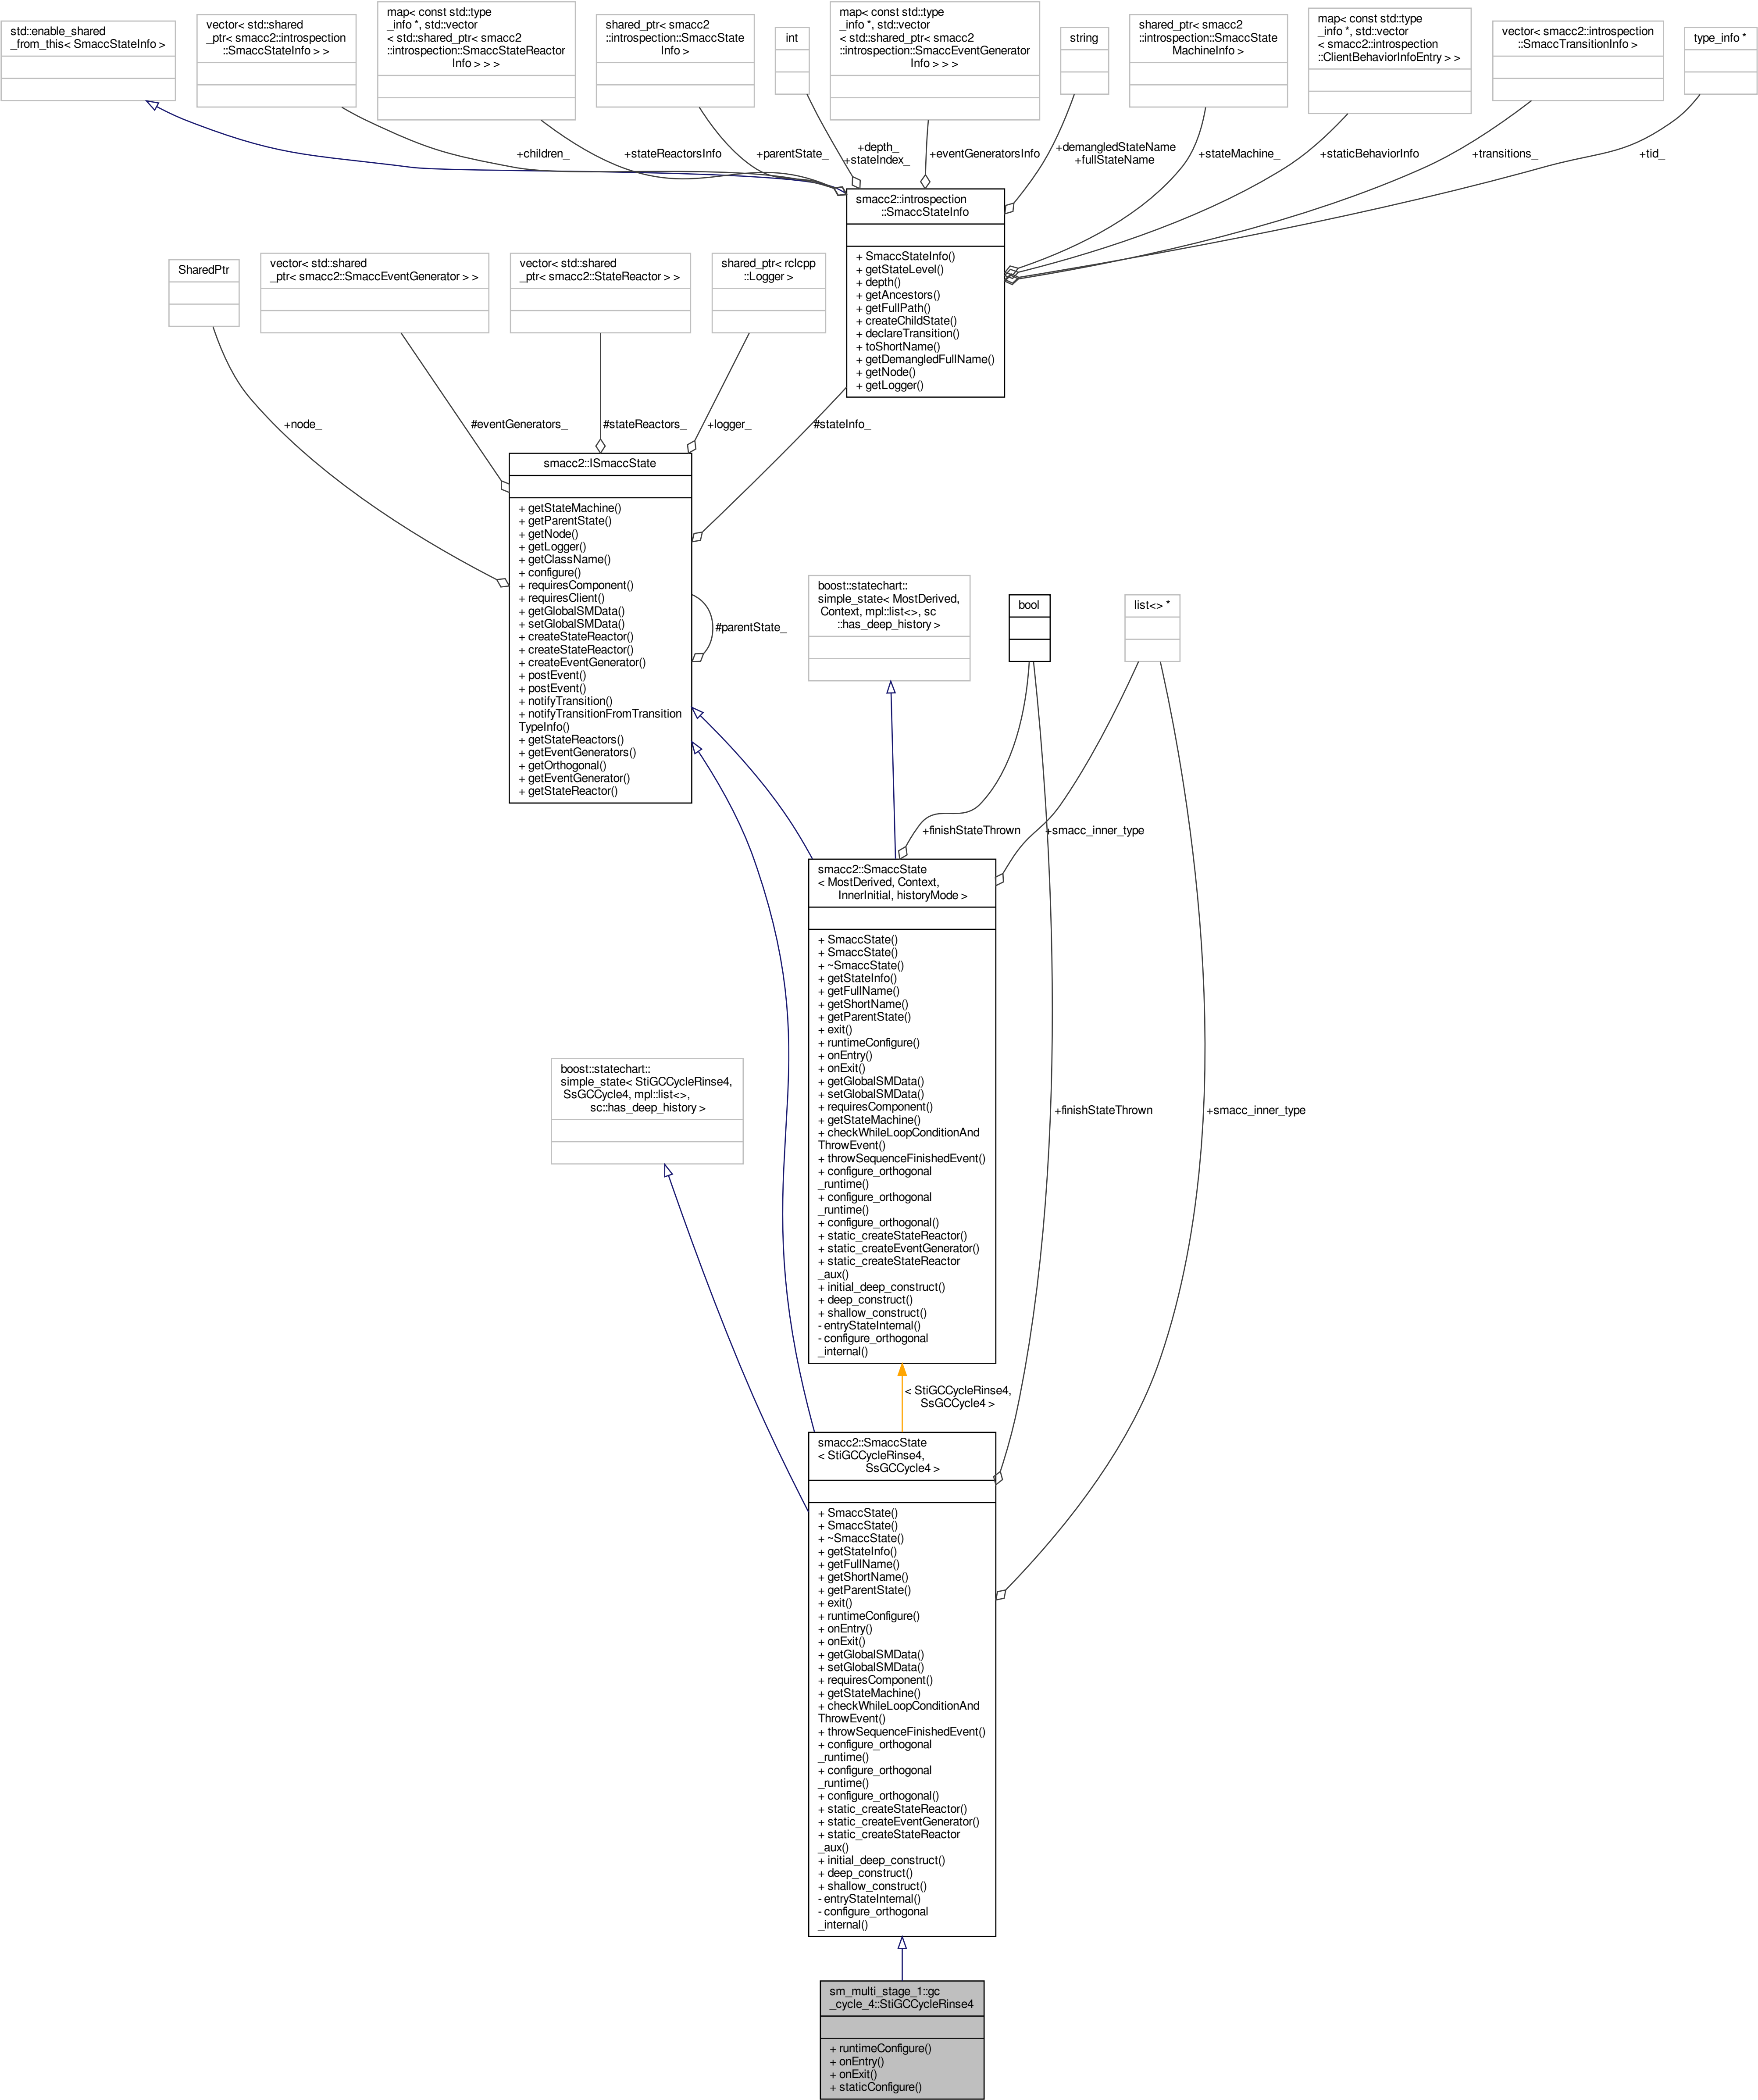 std::enable_shared
_from_this< SmaccStateInfo >
vector< std::shared
_ptr< smacc2::introspection
::SmaccStateInfo > >
map< const std::type
_info *, std::vector
< std::shared_ptr< smacc2
::introspection::SmaccStateReactor
Info > > >
shared_ptr< smacc2
::introspection::SmaccState
Info >
int
map< const std::type
_info *, std::vector
< std::shared_ptr< smacc2
::introspection::SmaccEventGenerator
Info > > >
string
shared_ptr< smacc2
::introspection::SmaccState
MachineInfo >
map< const std::type
_info *, std::vector
< smacc2::introspection
::ClientBehaviorInfoEntry > >
vector< smacc2::introspection
::SmaccTransitionInfo >
type_info *
+children_
+stateReactorsInfo
+parentState_
+depth_
+stateIndex_
+eventGeneratorsInfo
+demangledStateName
+fullStateName
+stateMachine_
+staticBehaviorInfo
+transitions_
+tid_
smacc2::introspection
::SmaccStateInfo
+ SmaccStateInfo()
+ getStateLevel()
+ depth()
+ getAncestors()
+ getFullPath()
+ createChildState()
+ declareTransition()
+ toShortName()
+ getDemangledFullName()
+ getNode()
+ getLogger()
SharedPtr
vector< std::shared
_ptr< smacc2::SmaccEventGenerator > >
vector< std::shared
_ptr< smacc2::StateReactor > >
shared_ptr< rclcpp
::Logger >
+node_
#eventGenerators_
#stateReactors_
+logger_
#stateInfo_
smacc2::ISmaccState
+ getStateMachine()
+ getParentState()
+ getNode()
+ getLogger()
+ getClassName()
+ configure()
+ requiresComponent()
+ requiresClient()
+ getGlobalSMData()
+ setGlobalSMData()
+ createStateReactor()
+ createStateReactor()
+ createEventGenerator()
+ postEvent()
+ postEvent()
+ notifyTransition()
+ notifyTransitionFromTransition
TypeInfo()
+ getStateReactors()
+ getEventGenerators()
+ getOrthogonal()
+ getEventGenerator()
+ getStateReactor()
#parentState_
boost::statechart::
simple_state< MostDerived,
Context, mpl::list<>, sc
::has_deep_history >
bool
list<> *
+finishStateThrown
+smacc_inner_type
smacc2::SmaccState
< MostDerived, Context,
InnerInitial, historyMode >
+ SmaccState()
+ SmaccState()
+ ~SmaccState()
+ getStateInfo()
+ getFullName()
+ getShortName()
+ getParentState()
+ exit()
+ runtimeConfigure()
+ onEntry()
+ onExit()
+ getGlobalSMData()
+ setGlobalSMData()
+ requiresComponent()
+ getStateMachine()
+ checkWhileLoopConditionAnd
ThrowEvent()
+ throwSequenceFinishedEvent()
+ configure_orthogonal
_runtime()
+ configure_orthogonal
_runtime()
+ configure_orthogonal()
+ static_createStateReactor()
+ static_createEventGenerator()
+ static_createStateReactor
_aux()
+ initial_deep_construct()
+ deep_construct()
+ shallow_construct()
- entryStateInternal()
- configure_orthogonal
_internal()
boost::statechart::
simple_state< StiGCCycleRinse4,
SsGCCycle4, mpl::list<>,
sc::has_deep_history >
+finishStateThrown
+smacc_inner_type
< StiGCCycleRinse4,
SsGCCycle4 >
smacc2::SmaccState
< StiGCCycleRinse4,
SsGCCycle4 >
+ SmaccState()
+ SmaccState()
+ ~SmaccState()
+ getStateInfo()
+ getFullName()
+ getShortName()
+ getParentState()
+ exit()
+ runtimeConfigure()
+ onEntry()
+ onExit()
+ getGlobalSMData()
+ setGlobalSMData()
+ requiresComponent()
+ getStateMachine()
+ checkWhileLoopConditionAnd
ThrowEvent()
+ throwSequenceFinishedEvent()
+ configure_orthogonal
_runtime()
+ configure_orthogonal
_runtime()
+ configure_orthogonal()
+ static_createStateReactor()
+ static_createEventGenerator()
+ static_createStateReactor
_aux()
+ initial_deep_construct()
+ deep_construct()
+ shallow_construct()
- entryStateInternal()
- configure_orthogonal
_internal()
sm_multi_stage_1::gc
_cycle_4::StiGCCycleRinse4
+ runtimeConfigure()
+ onEntry()
+ onExit()
+ staticConfigure()